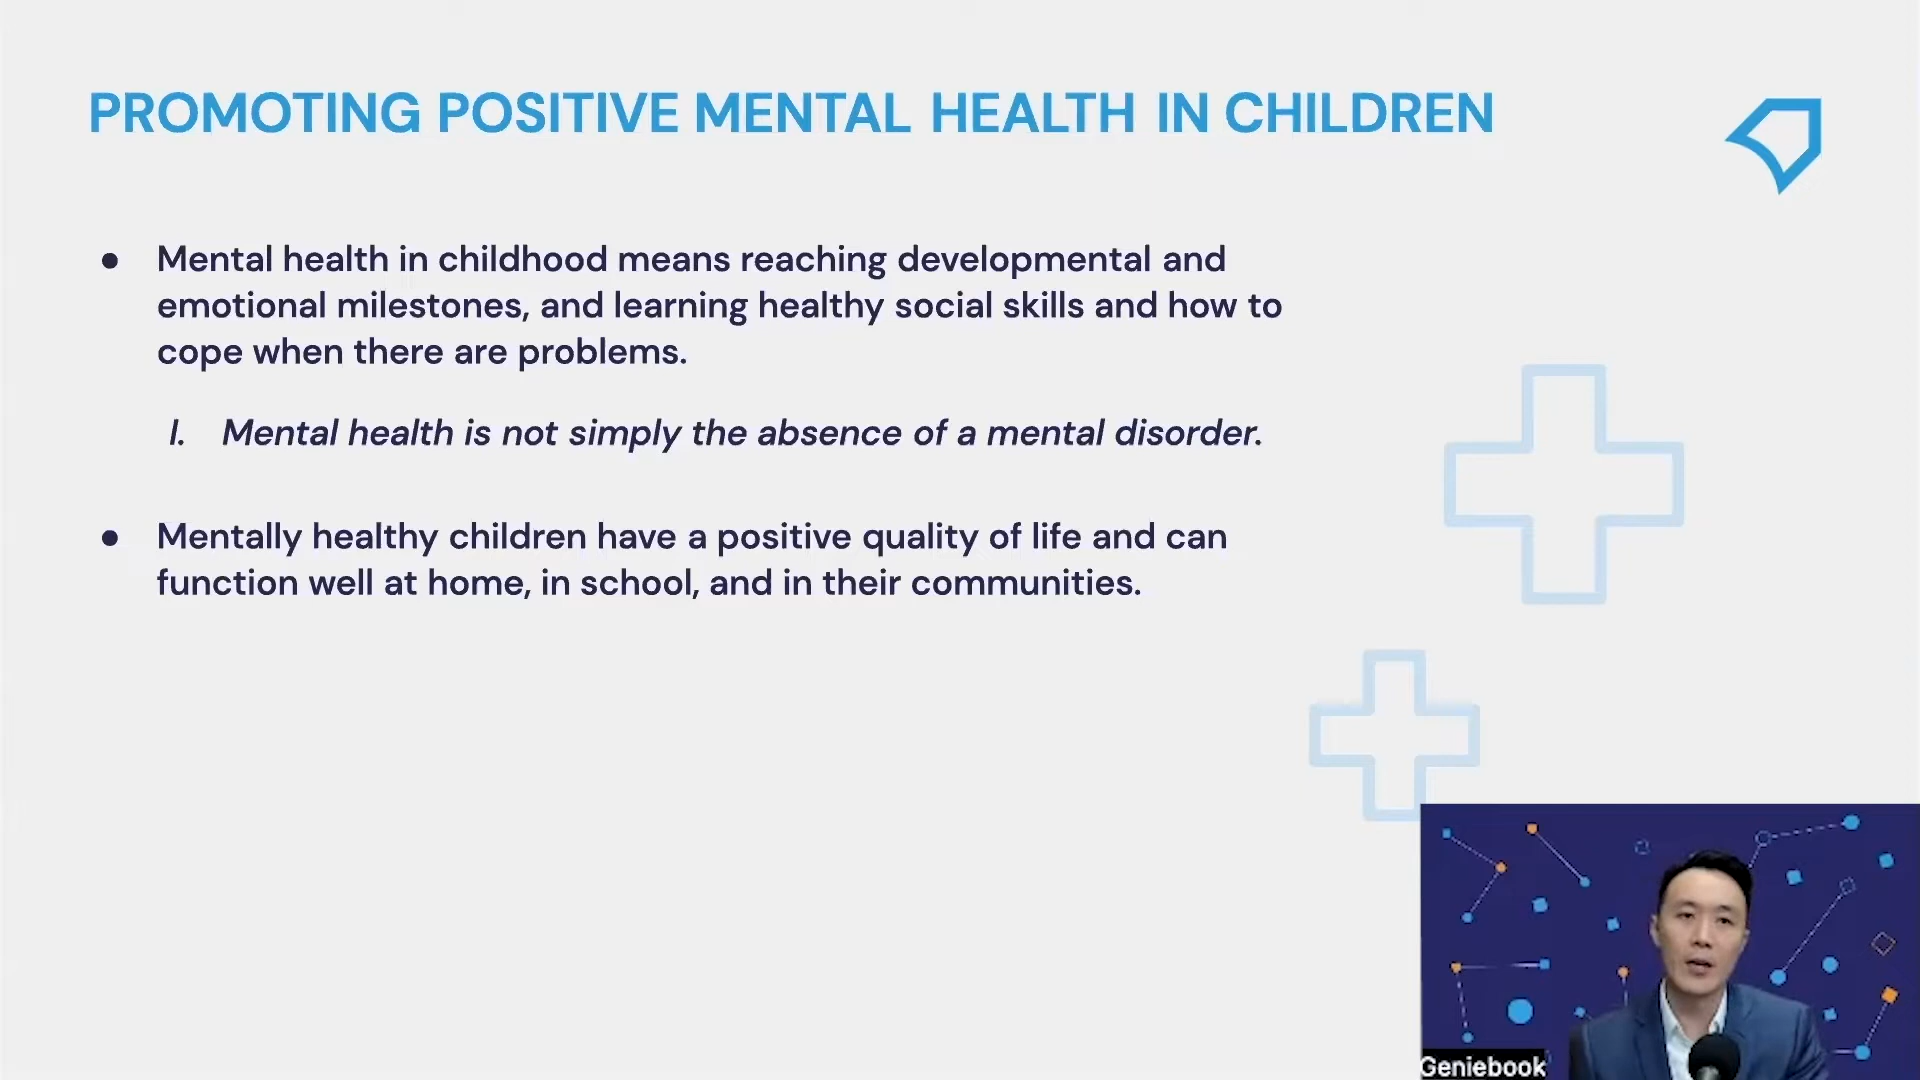 PROMOTING POSITIVE MENTAL HEALTH IN CHILDREN
● Mental health in childhood means reaching developmental and
emotional milestones, and learning healthy social skills and how to
cope when there are problems.
I. Mental health is not simply the absence of a mental disorder.
● Mentally healthy children have a positive quality of life and can
function well at home, in school, and in their communities.
Geniebook